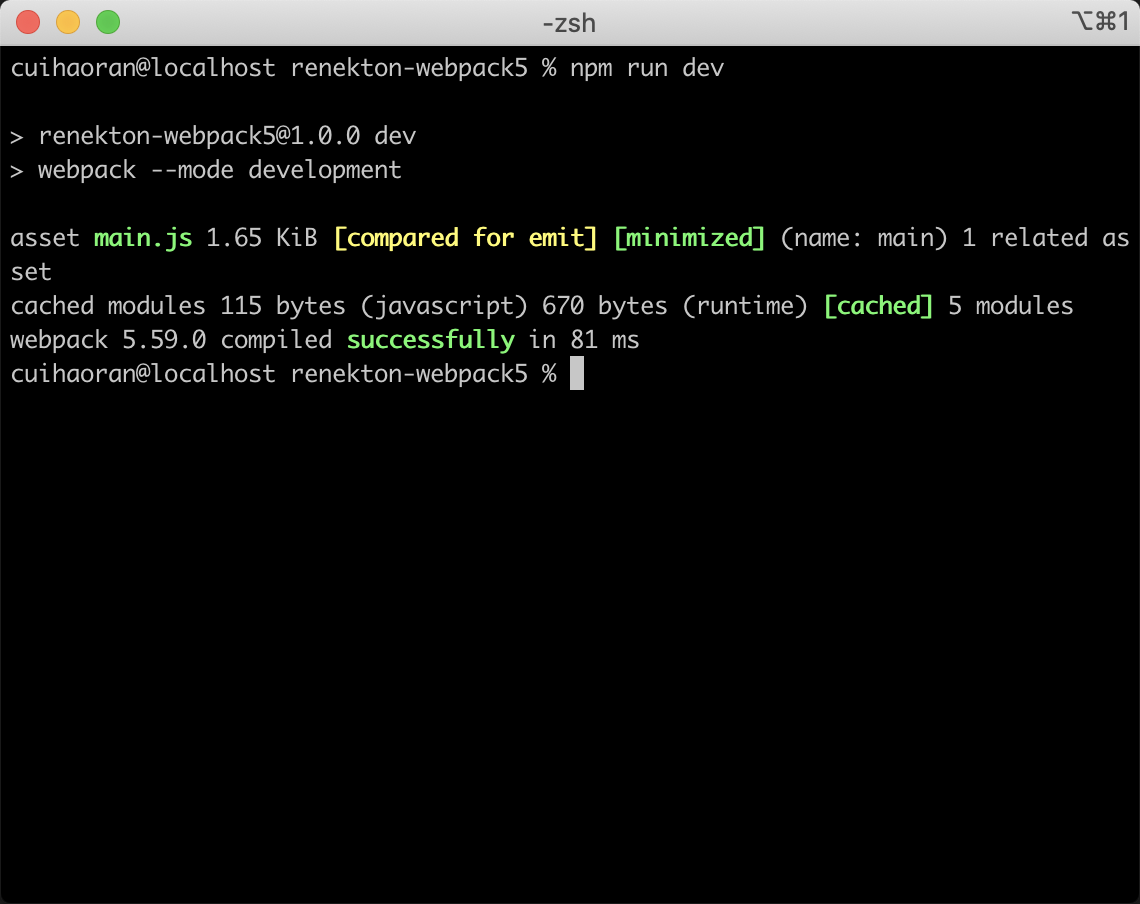 -zsh
⌥⌘1
cuihaoran@localhost renekton-webpack5 % npm run dev
> renekton-webpack5@1.0.0 dev
> webpack --mode development
asset main.js 1.65 KiB [compared for emit] [minimized] (name: main) 1 related as
set
cached modules 115 bytes (javascript) 670 bytes (runtime) [cached] 5 modules
webpack 5.59.0 compiled successfully in 81 ms
cuihaoran@localhost renekton-webpack5 %